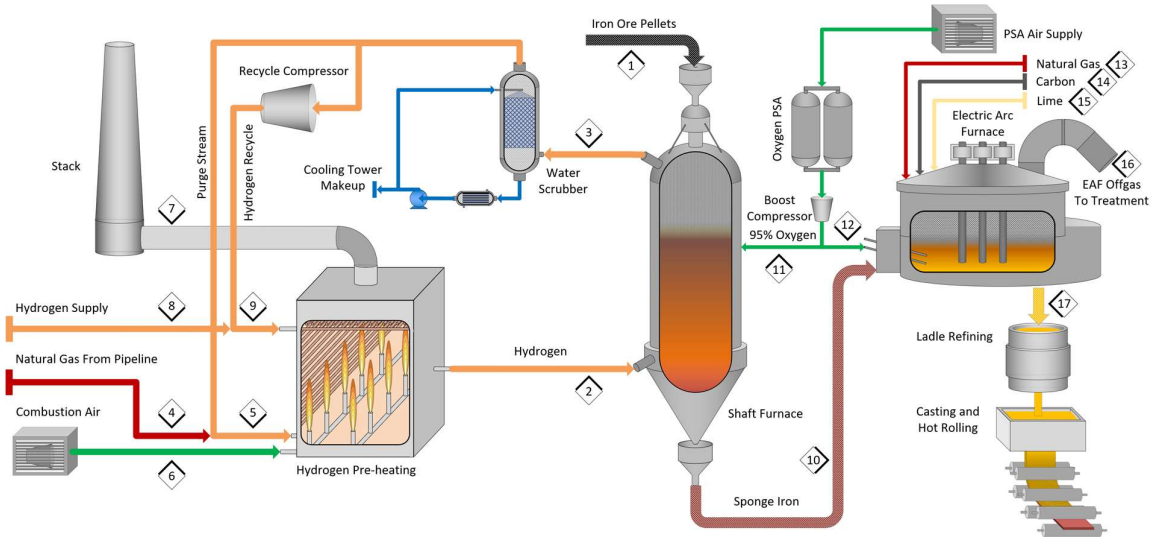 Iron Ore Pellets
1
PSA Air Supply
Natural Gas
13
Carbon
14
Lime
15
Electric Arc
Furnace
Recycle Compressor
Purge Stream
Hydrogen Recycle
Oxygen PSA
Stack
3
Water
Scrubber
Cooling Tower
Makeup
16
EAF Offgas
To Treatment
7
Boost
Compressor
95% Oxygen
12
11
Hydrogen Supply
8
9
17
Natural Gas From Pipeline
Ladle Refining
Hydrogen
2
4
5
Combustion Air
Shaft Furnace
Casting and
Hot Rolling
6
Hydrogen Pre-heating
10
Sponge Iron